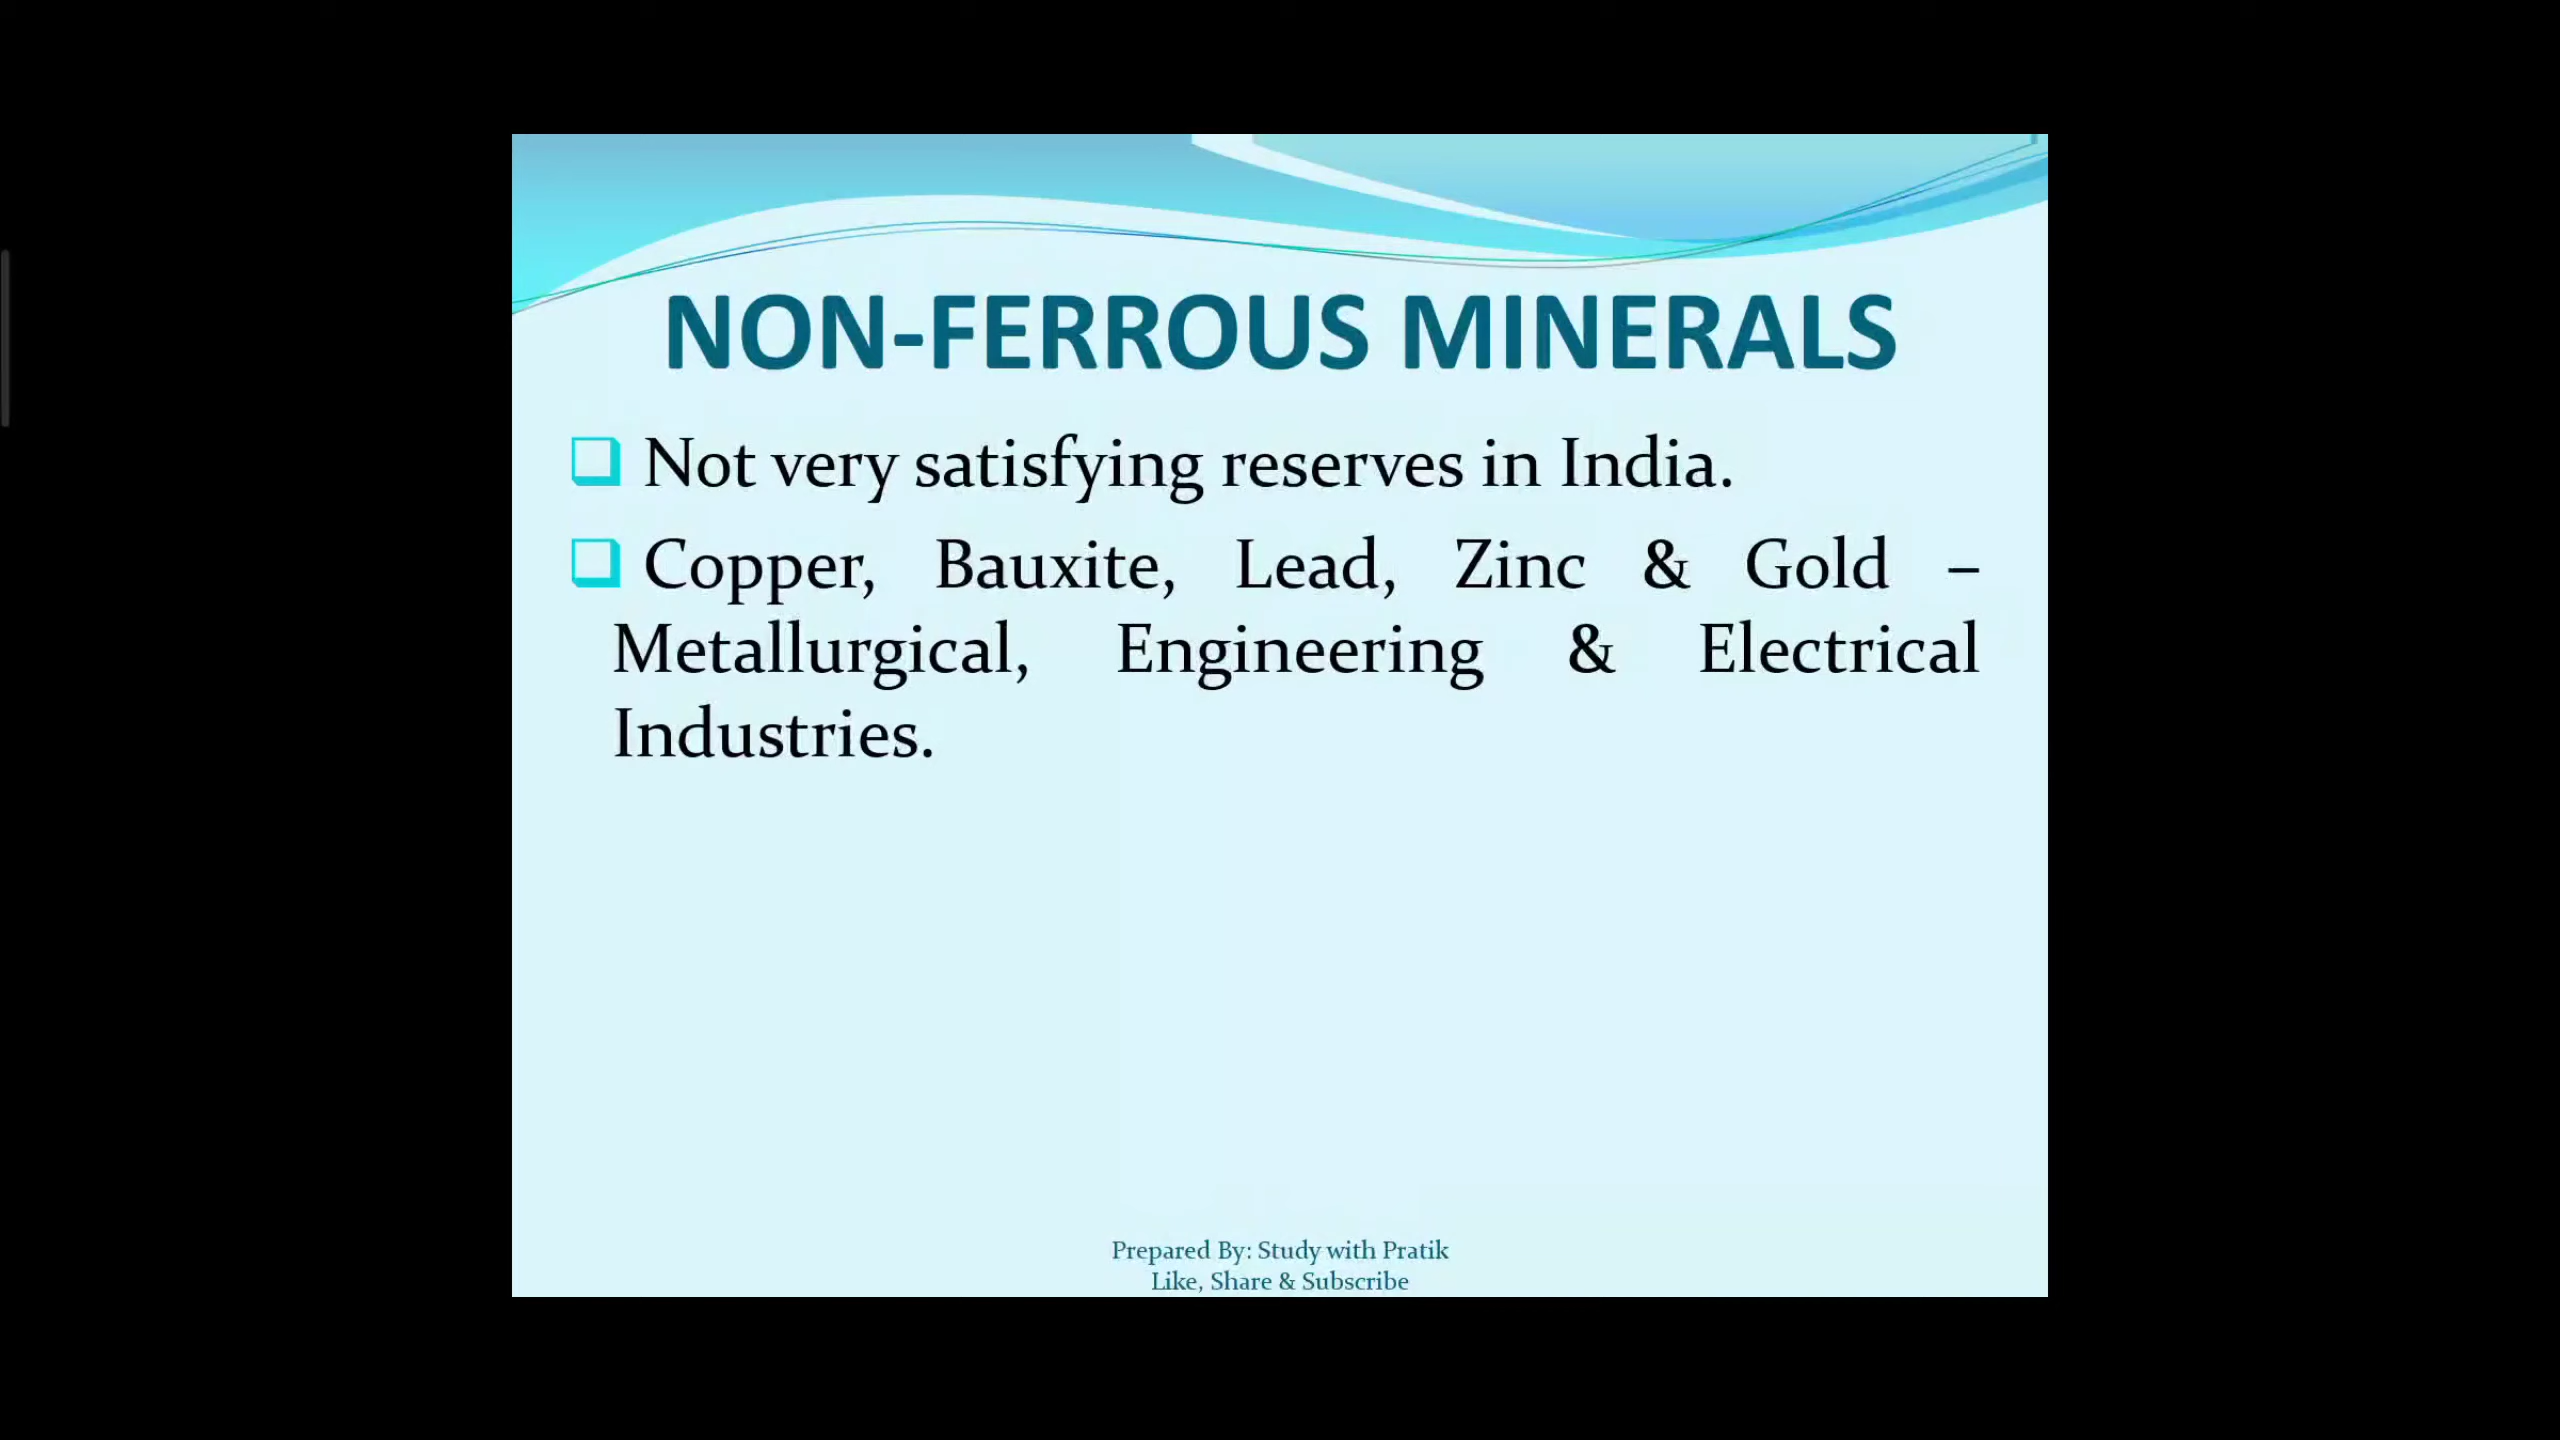 NON-FERROUS MINERALS
Not very satisfying reserves in India.
Copper, Bauxite, Lead, Zinc & Gold –
Metallurgical, Engineering & Electrical
Industries.
Prepared By: Study with Pratik
Like, Share & Subscribe